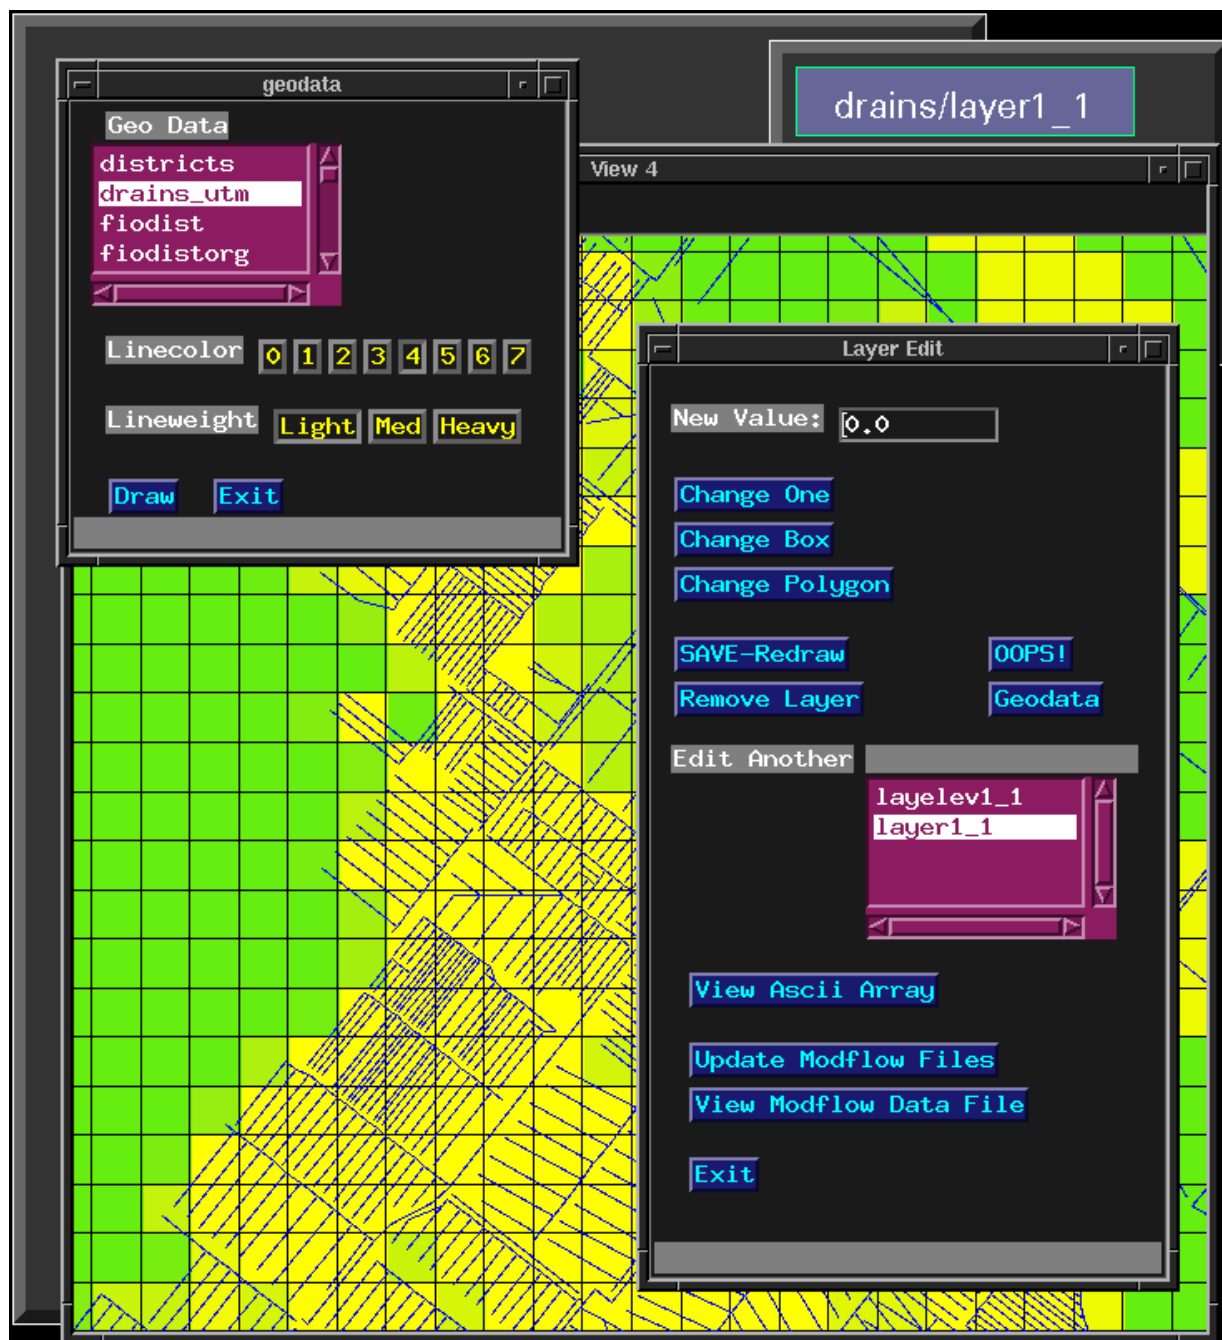 geodata
Geo Data
districts
drains_utm
fiodist
fiodistorg
Linecolor 0 1 2 3 4 5 6 7
Lineweight Light Med Heavy
Draw Exit
drains/layer1_1
View 4
Layer Edit
New Value: 0.0
Change One
Change Box
Change Polygon
SAVE-Redraw OOPS!
Remove Layer Geodata
Edit Another
layelev1_1
layer1_1
View Ascii Array
Update Modflow Files
View Modflow Data File
Exit